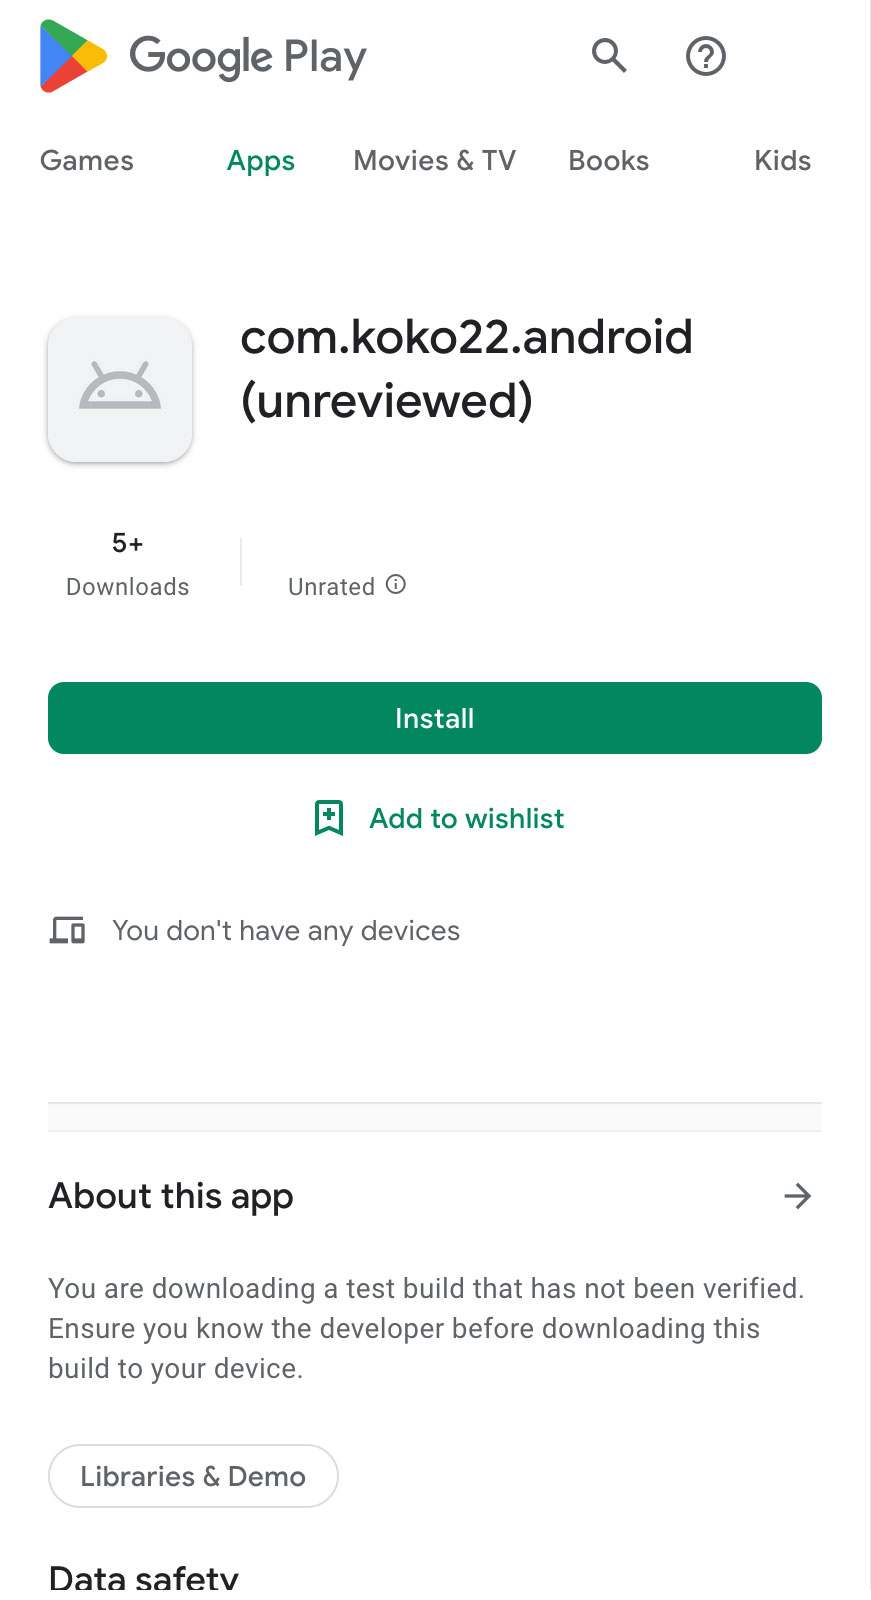 Google Play
Games Apps Movies & TV Books Kids
com.koko22.android
(unreviewed)
5+
Downloads
Unrated
Install
Add to wishlist
You don't have any devices
About this app
You are downloading a test build that has not been verified.
Ensure you know the developer before downloading this
build to your device.
Libraries & Demo
Data safety